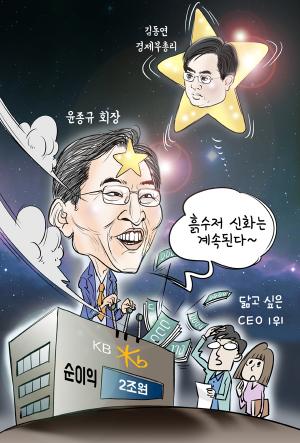 김동연
경제부총리
윤종규 회장
흙수저 신화는
계속된다~
닮고 싶은
CEO 1위
KB Kb
순이익 2조원